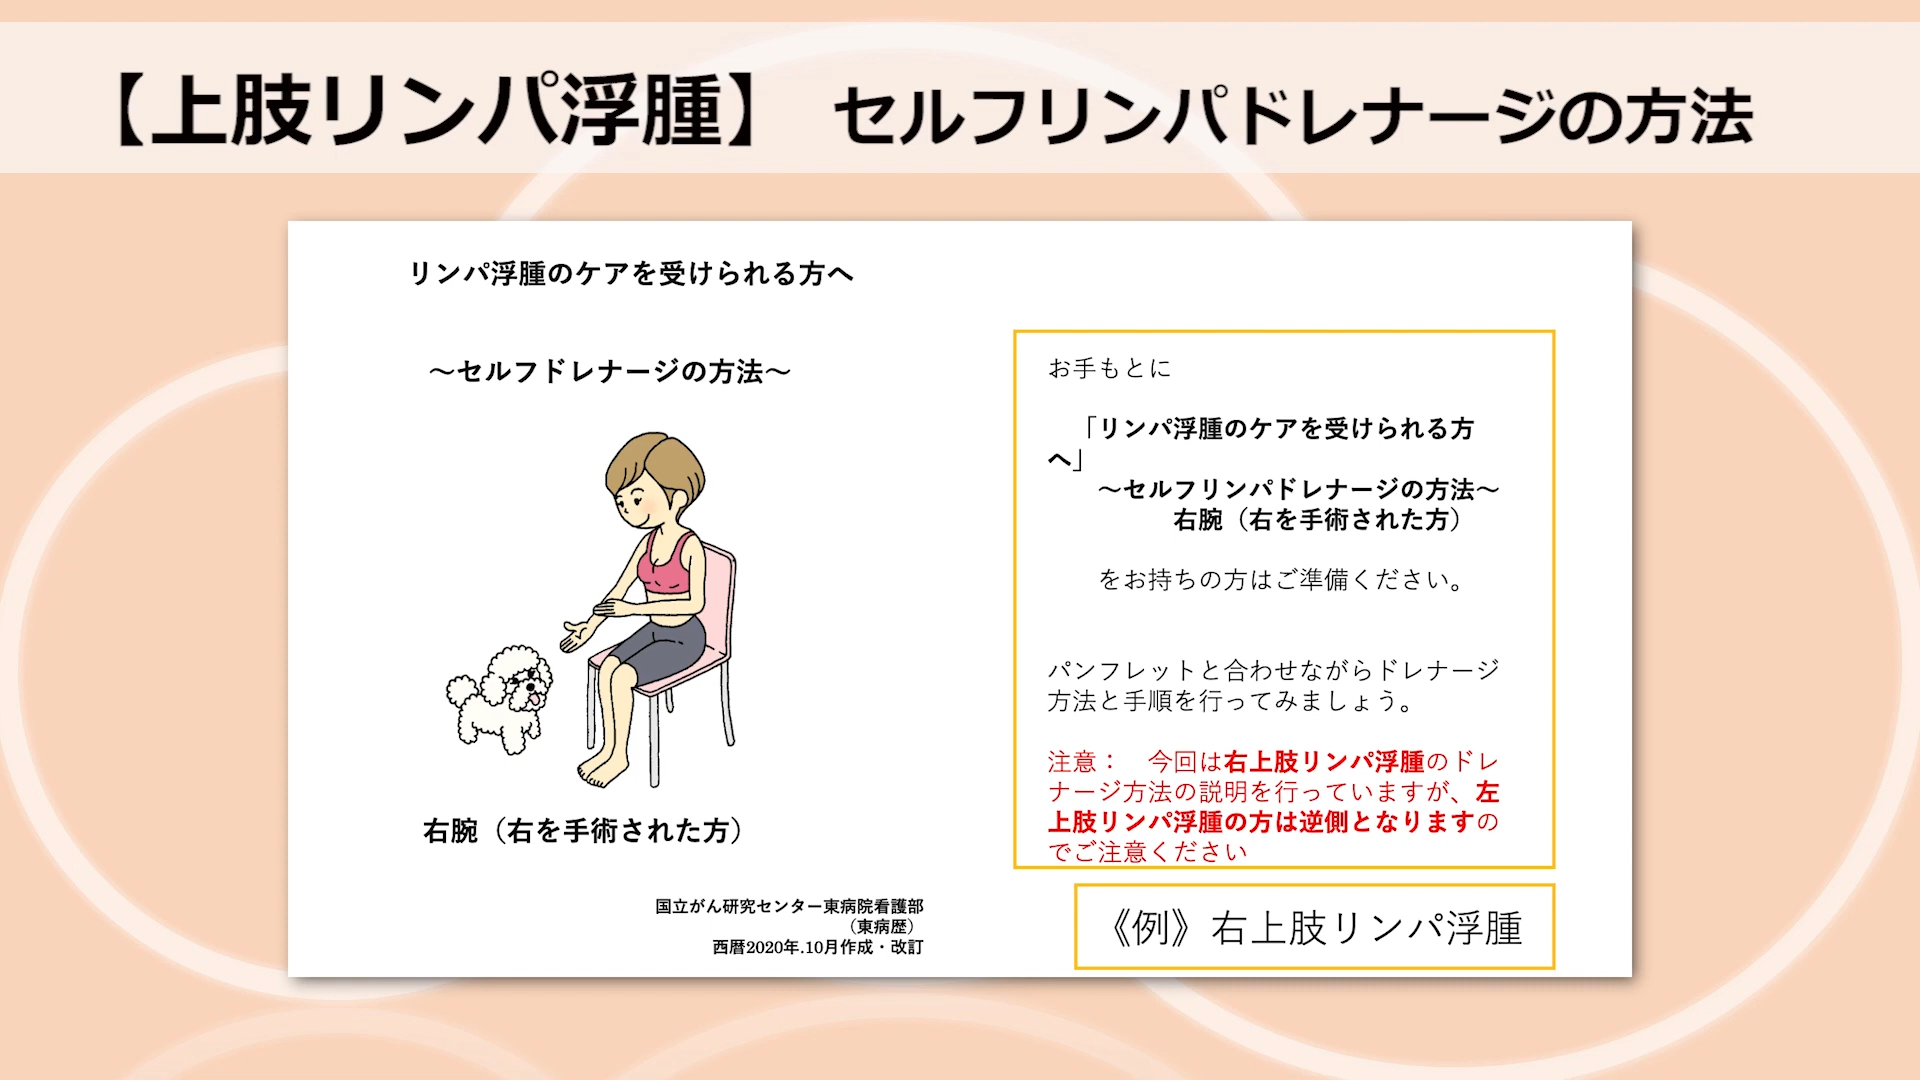 【上肢リンパ浮腫】 セルフリンパドレナージの方法
リンパ浮腫のケアを受けられる方へ
～セルフドレナージの方法～
右腕（右を手術された方）
国立がん研究センター東病院看護部
（東病歴）
西暦2020年.10月作成・改訂
お手もとに
「リンパ浮腫のケアを受けられる方
へ」
～セルフリンパドレナージの方法～
右腕（右を手術された方）
をお持ちの方はご準備ください。
パンフレットと合わせながらドレナージ
方法と手順を行ってみましょう。
注意： 今回は右上肢リンパ浮腫のドレ
ナージ方法の説明を行っていますが、左
上肢リンパ浮腫の方は逆側となりますの
でご注意ください
《例》右上肢リンパ浮腫